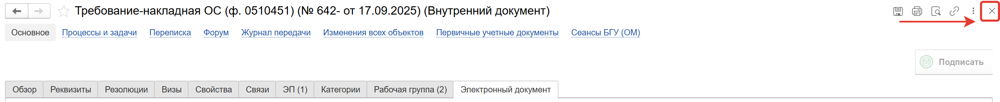 Требование-накладная ОС (ф. 0510451) (№ 642- от 17.09.2025) (Внутренний документ)
Основное Процессы и задачи Переписка Форум Журнал передачи Изменения всех объектов Первичные учетные документы Сеансы БГУ (ОМ)
Подписать
Обзор Реквизиты Резолюции Визы Свойства Связи ЭП (1) Категории Рабочая группа (2) Электронный документ